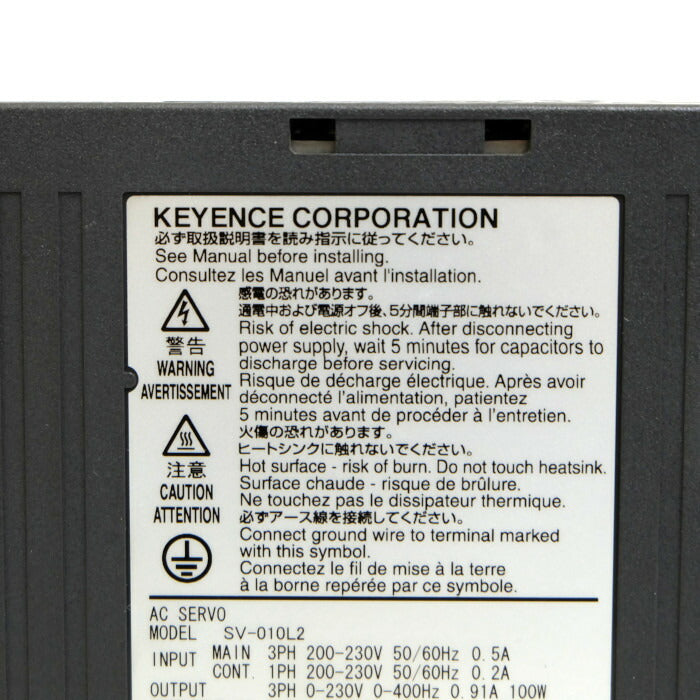 KEYENCE CORPORATION
必ず取扱説明書を読み指示に従ってください。
See Manual before installing.
Consultez les Manuel avant l'installation.
警告
WARNING
AVERTISSEMENT
感電の恐れがあります。
通電中および電源オフ後、5分間端子部に触れないでください。
Risk of electric shock. After disconnecting
power supply, wait 5 minutes for capacitors to
discharge before servicing.
Risque de décharge électrique. Après avoir
déconnecté l'alimentation, patientez
5 minutes avant de procéder à l'entretien.
注意
CAUTION
ATTENTION
火傷の恐れがあります。
ヒートシンクに触れないでください。
Hot surface - risk of burn. Do not touch heatsink.
Surface chaude - risque de brûlure.
Ne touchez pas le dissipateur thermique.
必ずアース線を接続してください。
Connect ground wire to terminal marked
with this symbol.
Connectez le fil de mise à la terre
à la borne repérée par ce symbole.
AC SERVO
MODEL SV-010L2
INPUT MAIN 3PH 200-230V 50/60Hz 0.5A
CONT. 1PH 200-230V 50/60Hz 0.2A
OUTPUT 3PH 0-230V 0-400Hz 0.91A 100W